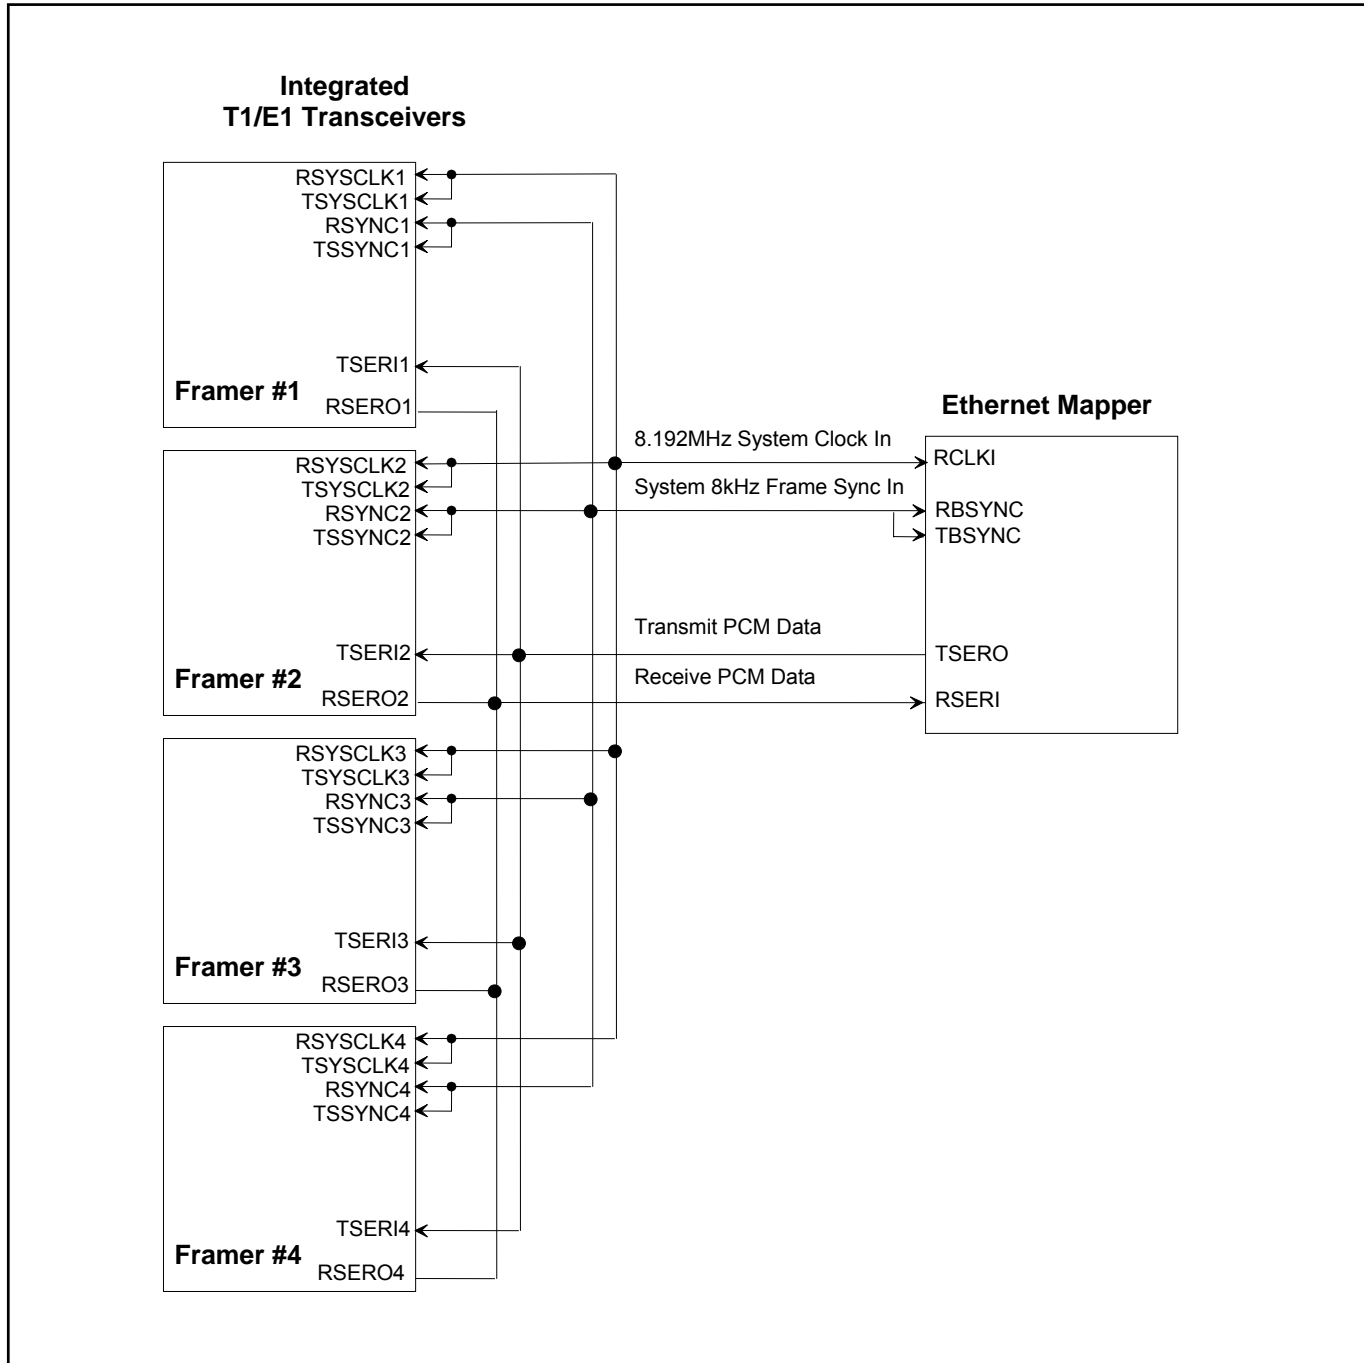 Integrated
T1/E1 Transceivers
RSYSCLK1
TSYSCLK1
RSYNC1
TSSYNC1
TSERI1
Framer #1
RSERO1
RSYSCLK2
TSYSCLK2
RSYNC2
TSSYNC2
TSERI2
Framer #2
RSERO2
RSYSCLK3
TSYSCLK3
RSYNC3
TSSYNC3
TSERI3
Framer #3
RSERO3
RSYSCLK4
TSYSCLK4
RSYNC4
TSSYNC4
TSERI4
Framer #4
RSERO4
8.192MHz System Clock In
System 8kHz Frame Sync In
Transmit PCM Data
Receive PCM Data
Ethernet Mapper
RCLKI
RBSYNC
TBSYNC
TSERO
RSERI